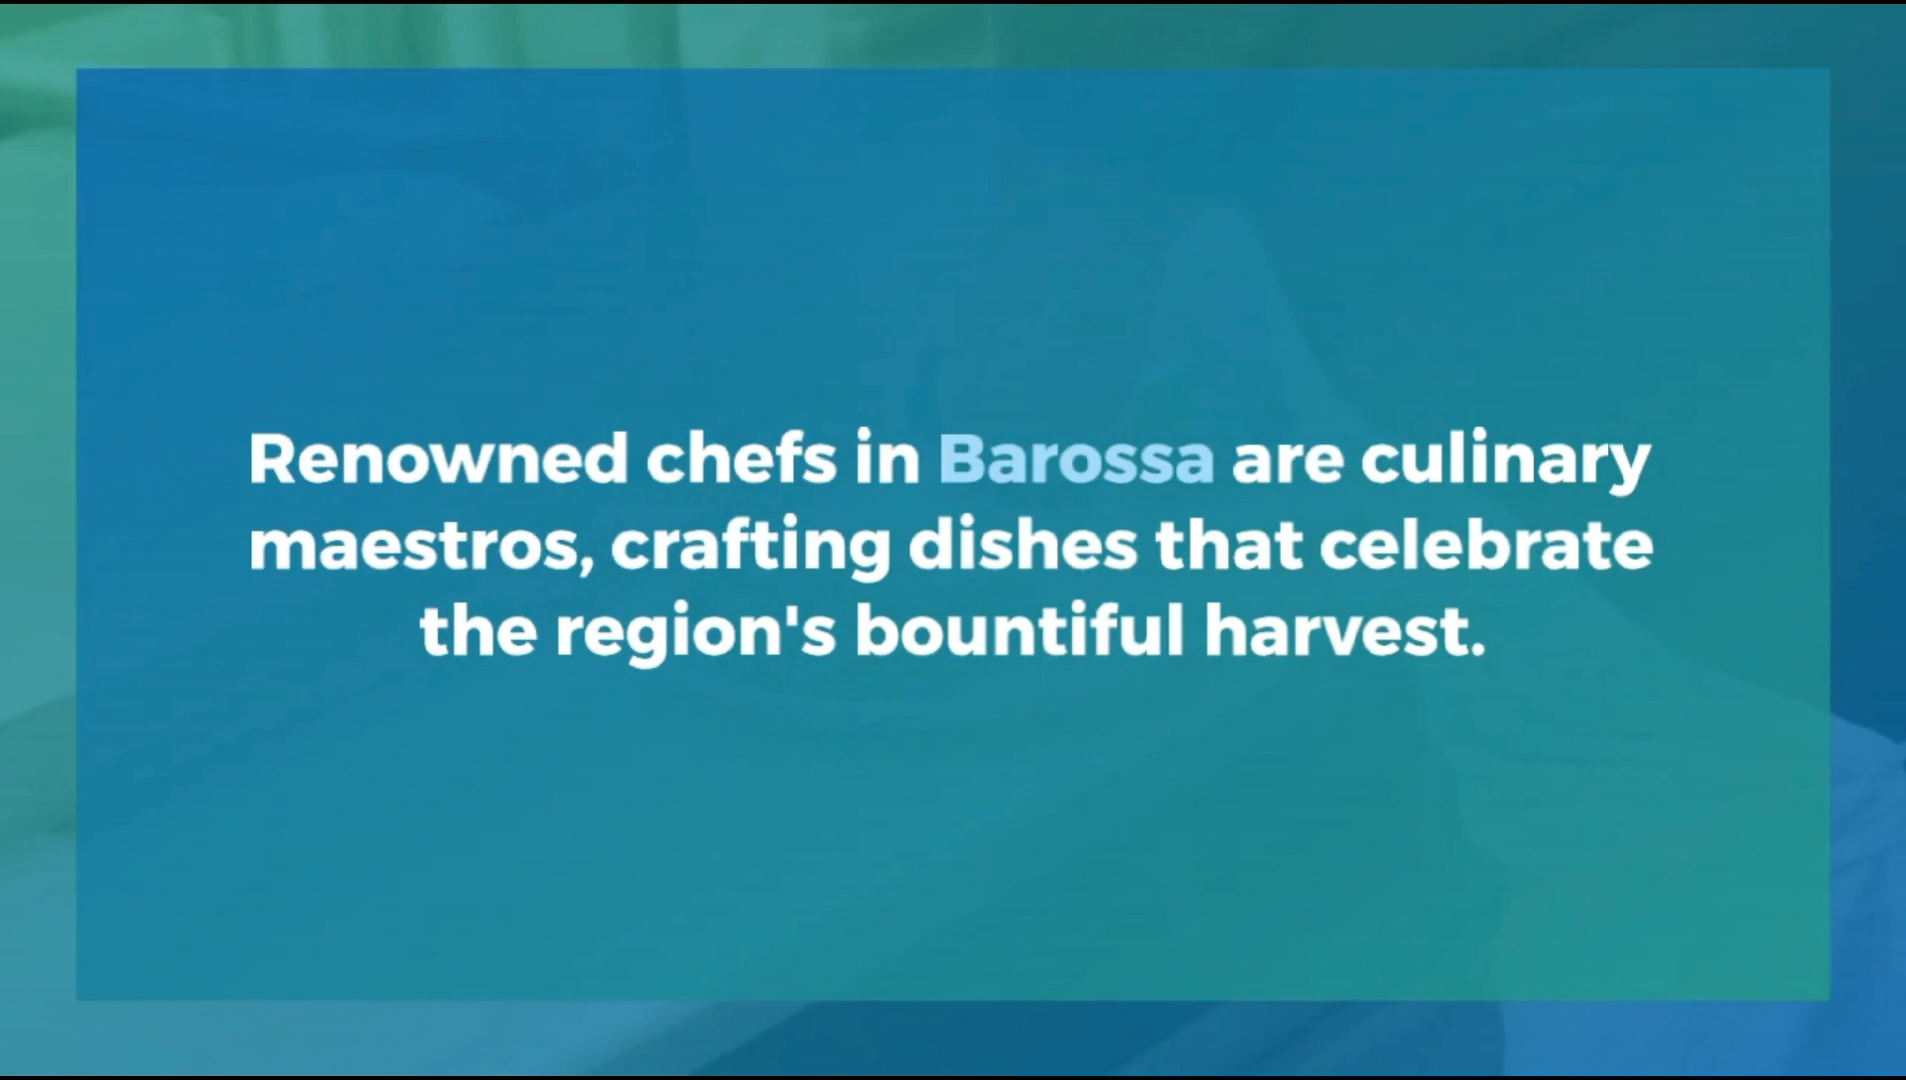 Renowned chefs in Barossa are culinary
maestros, crafting dishes that celebrate
the region's bountiful harvest.